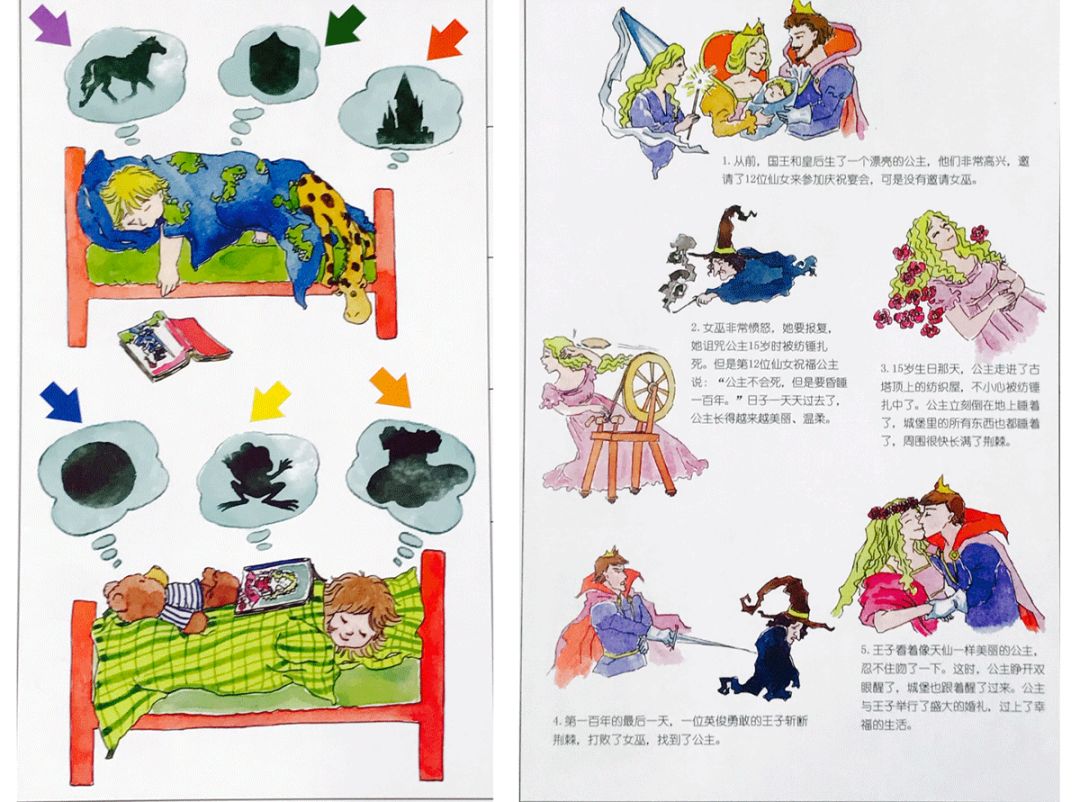 1.从前，国王和皇后生了一个漂亮的公主，他们非常高兴，邀
请了12位仙女来参加庆祝宴会，可是没有邀请女巫。
2.女巫非常愤怒，她要报复，
她诅咒公主15岁时被纺锤扎
死。但是第12位仙女祝福公主
说：“公主不会死，但是要昏睡
一百年。”日子一天天过去了，
公主长得越来越美丽、温柔。
3.15岁生日那天，公主走进了古
塔顶上的纺织屋，不小心被纺锤
扎中了。公主立刻倒在地上睡着
了，城堡里的所有东西也都睡着
了，周围很快长满了荆棘。
4.第一百年的最后一天，一位英俊勇敢的王子斩断
荆棘，打败了女巫，找到了公主。
5.王子看着像天仙一样美丽的公主，
忍不住吻了一下。这时，公主睁开双
眼醒了，城堡也跟着醒了过来。公主
与王子举行了盛大的婚礼，过上了幸
福的生活。